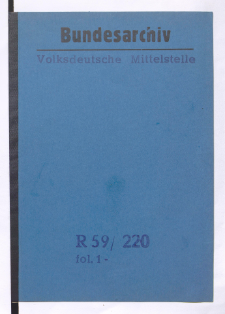 Bundesarchiv
Volksdeutsche Mittelstelle
R 59/ 220
fol. 1-